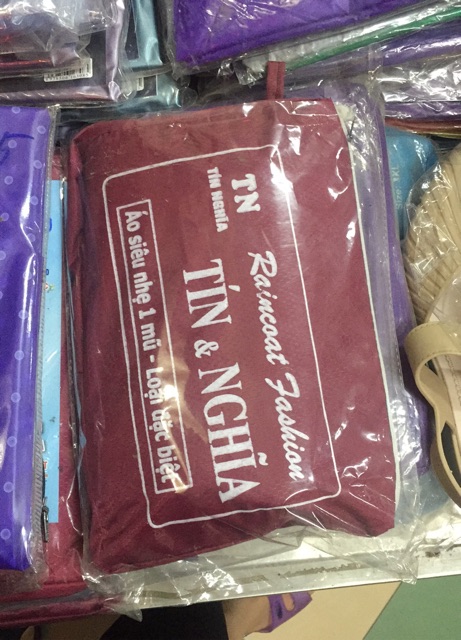 TN
TÍN NGHĨA
Raincoat Fashion
TÍN & NGHĨA
Áo siêu nhẹ 1 mũ - Loại đặc biệt